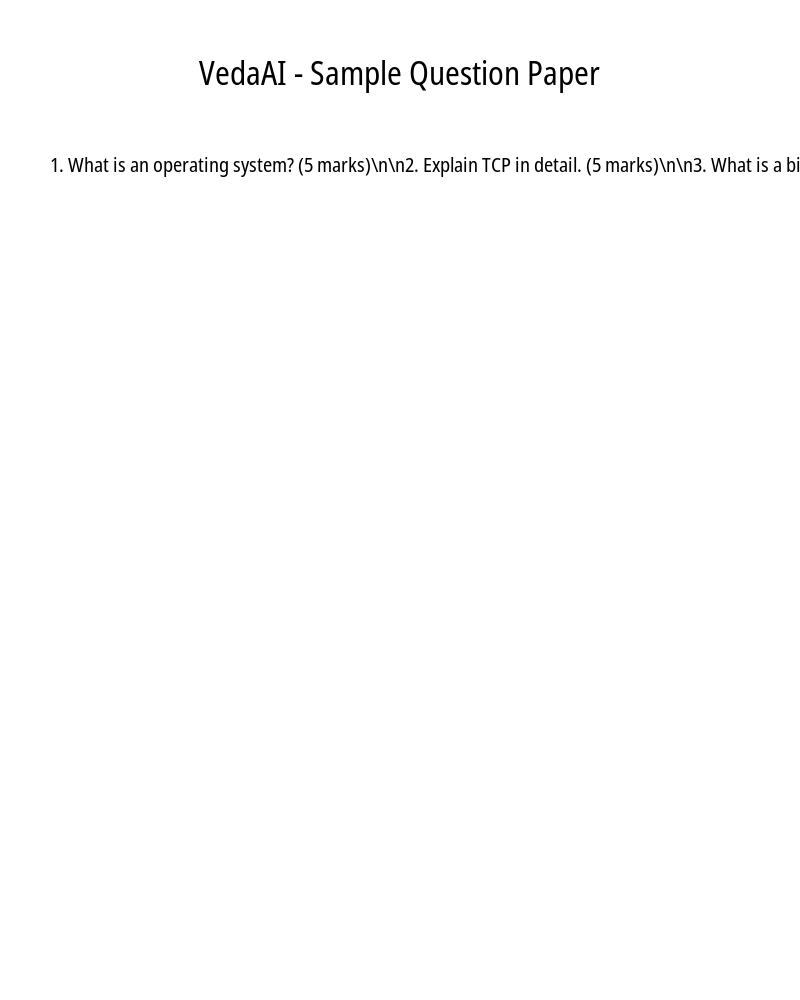 VedaAI - Sample Question Paper
1. What is an operating system? (5 marks)\n\n2. Explain TCP in detail. (5 marks)\n\n3. What is a